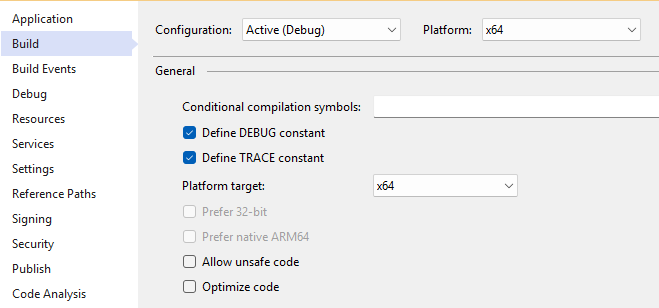 Application
Build
Build Events
Debug
Resources
Services
Settings
Reference Paths
Signing
Security
Publish
Code Analysis
Configuration: Active (Debug) Platform: x64
General
Conditional compilation symbols:
Define DEBUG constant
Define TRACE constant
Platform target: x64
Prefer 32-bit
Prefer native ARM64
Allow unsafe code
Optimize code